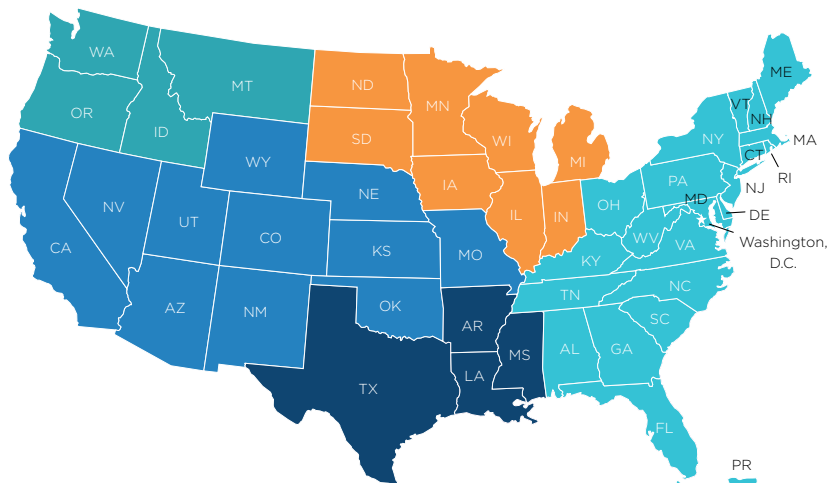 WA
MT
ND
MN
ME
OR
ID
SD
WI
MI
VT
NH
NY
MA
CT
RI
WY
NE
IA
IL
IN
OH
PA
NJ
MD
DE
NV
UT
CO
CA
KS
MO
KY
WV
VA
Washington,
D.C.
AZ
NM
OK
AR
TN
NC
SC
MS
AL
GA
TX
LA
FL
PR